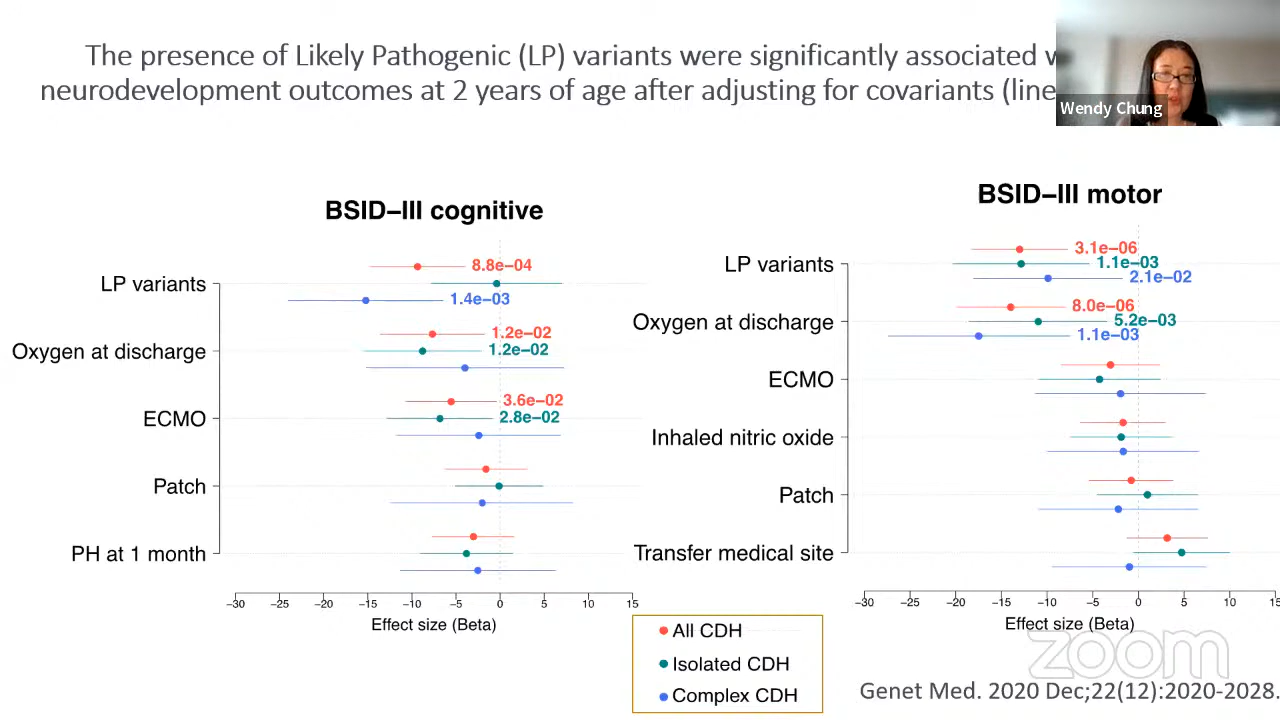 The presence of Likely Pathogenic (LP) variants were significantly associated
neurodevelopment outcomes at 2 years of age after adjusting for covariants
Wendy Chung
BSID–III cognitive
LP variants
8.8e−04
1.4e−03
Oxygen at discharge
1.2e−02
1.2e−02
ECMO
3.6e−02
2.8e−02
Patch
PH at 1 month
−30 −25 −20 −15 −10 −5 0 5 10 15
Effect size (Beta)
BSID–III motor
LP variants
3.1e−06
1.1e−03
2.1e−02
Oxygen at discharge
8.0e−06
5.2e−03
1.1e−03
ECMO
Inhaled nitric oxide
Patch
Transfer medical site
−30 −25 −20 −15 −10 −5 0 5 10 15
Effect size (Beta)
All CDH
Isolated CDH
Complex CDH
zoom
Genet Med. 2020 Dec;22(12):2020-2028.